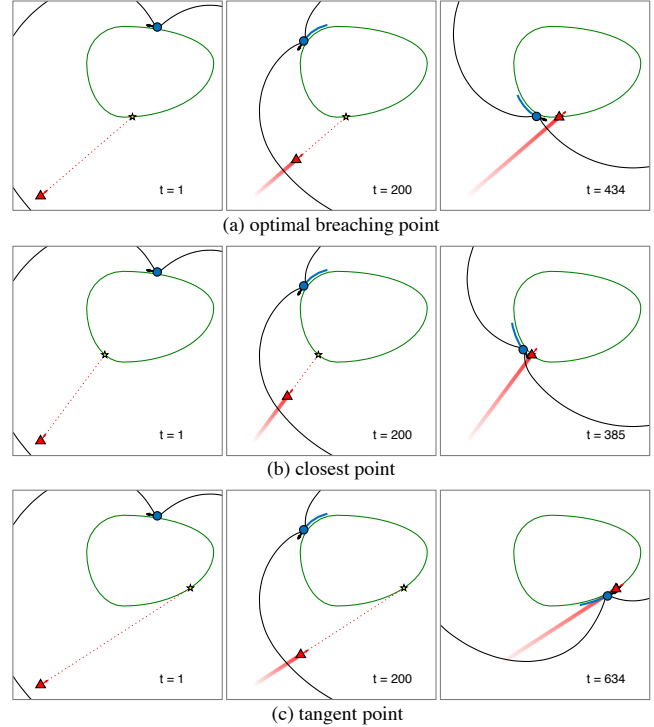 t = 1 t = 200 t = 434
(a) optimal breaching point
t = 1 t = 200 t = 385
(b) closest point
t = 1 t = 200 t = 634
(c) tangent point